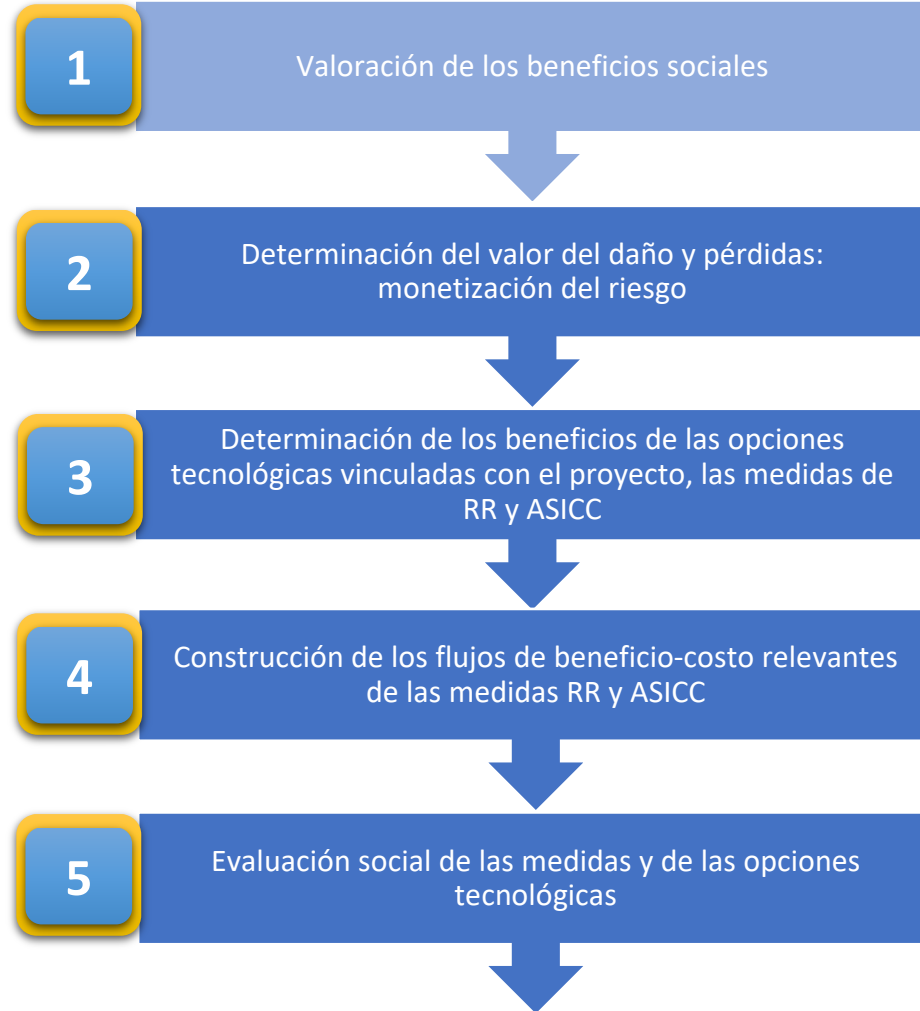 1
Valoración de los beneficios sociales
2
Determinación del valor del daño y pérdidas:
monetización del riesgo
3
Determinación de los beneficios de las opciones
tecnológicas vinculadas con el proyecto, las medidas de
RR y ASICC
4
Construcción de los flujos de beneficio-costo relevantes
de las medidas RR y ASICC
5
Evaluación social de las medidas y de las opciones
tecnológicas